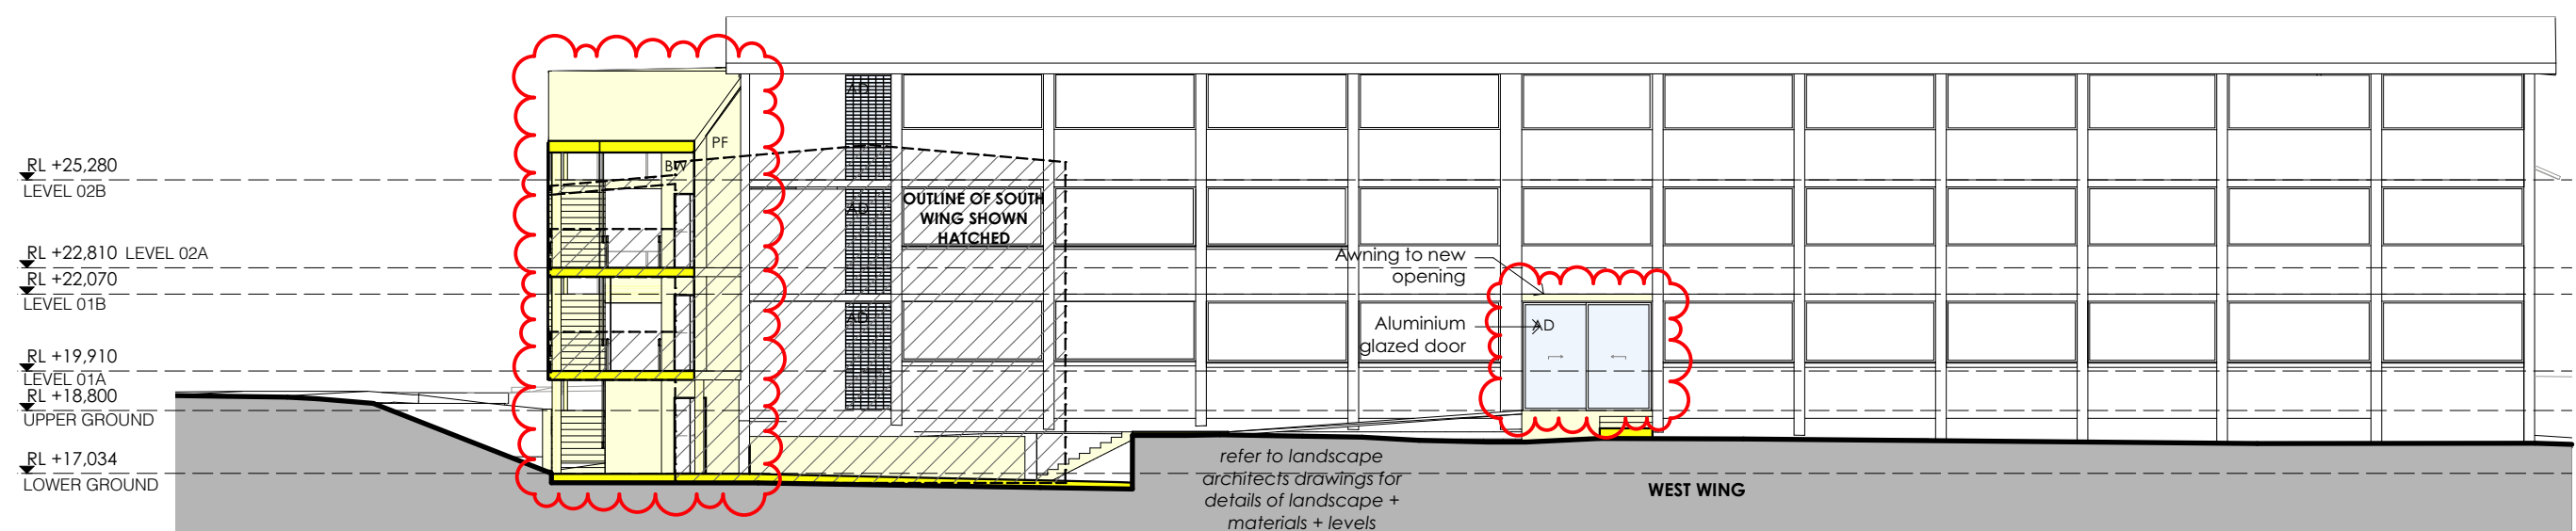 AD
PF
BW
RL +25,280
LEVEL 02B
AD
OUTLINE OF SOUTH
WING SHOWN
HATCHED
RL +22,810 LEVEL 02A
RL +22,070
LEVEL 01B
Awning to new
opening
AD
Aluminium
glazed door
AD
RL +19,910
LEVEL 01A
RL +18,800
UPPER GROUND
RL +17,034
LOWER GROUND
refer to landscape
architects drawings for
details of landscape +
materials + levels
WEST WING